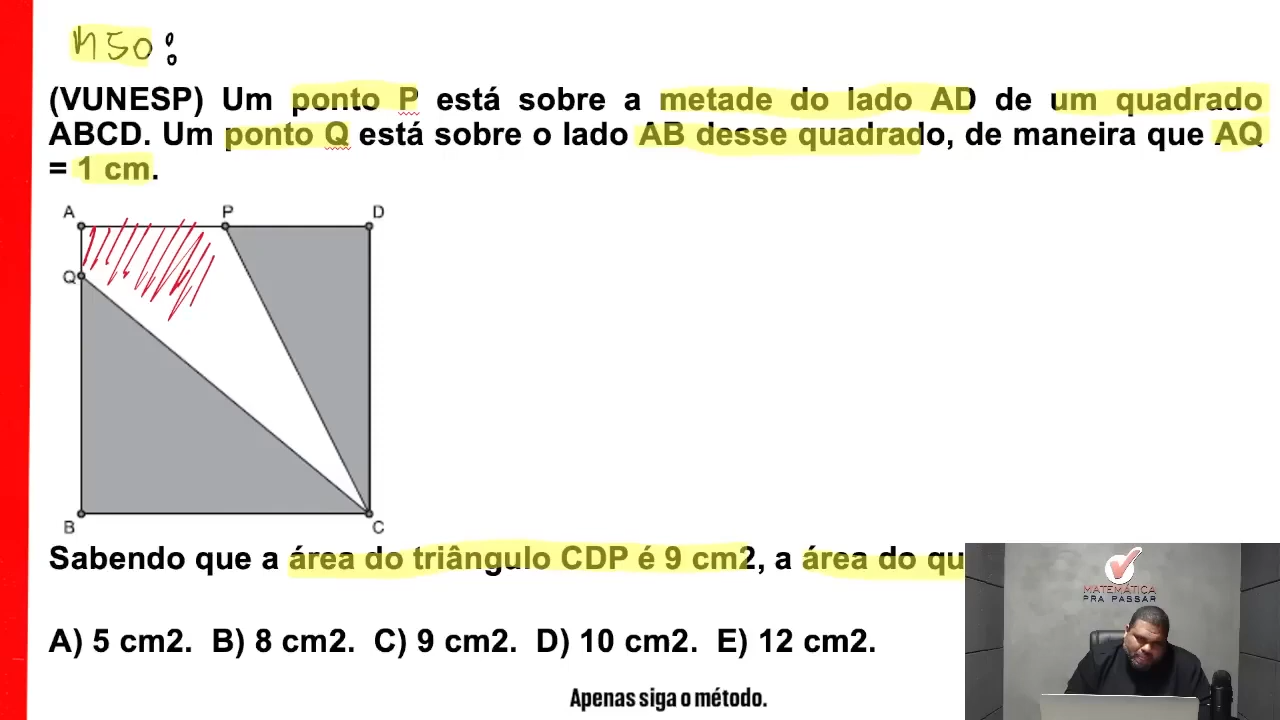 M50:
(VUNESP) Um ponto P está sobre a metade do lado AD de um quadrado
ABCD. Um ponto Q está sobre o lado AB desse quadrado, de maneira que AQ
= 1 cm.
A P D
Q
B C
Sabendo que a área do triângulo CDP é 9 cm2, a área do qu
MATEMÁTICA
PRA PASSAR
A) 5 cm2. B) 8 cm2. C) 9 cm2. D) 10 cm2. E) 12 cm2.
Apenas siga o método.